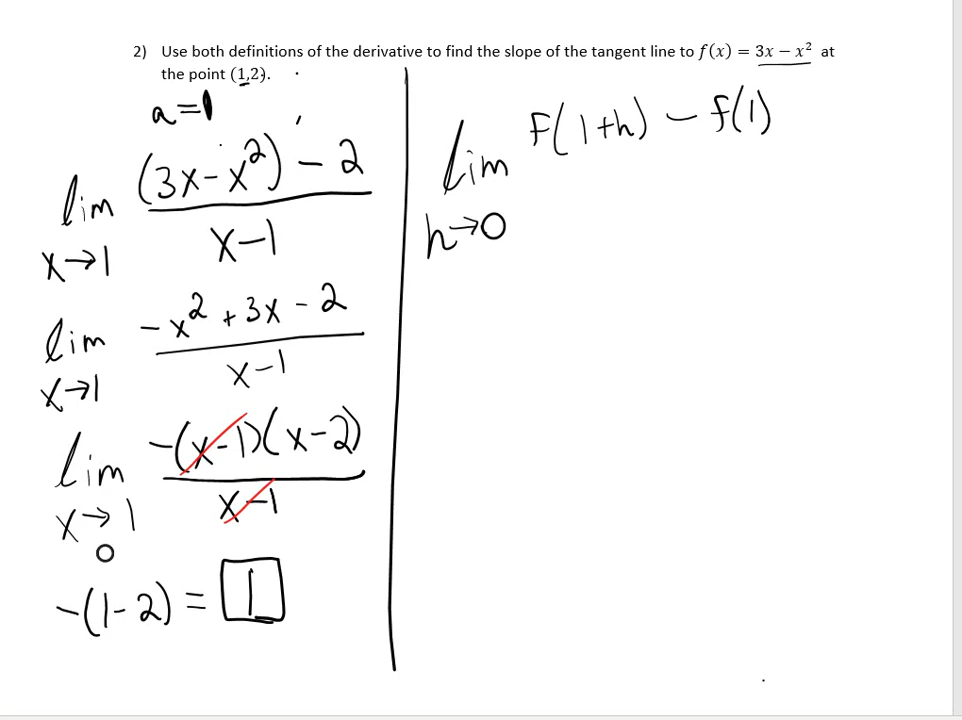 2) Use both definitions of the derivative to find the slope of the tangent line to f(x) = 3x − x² at
the point (1,2).
a=1
lim x→1 (3x-x²) - 2 / x-1
lim x→1 -x² + 3x - 2 / x-1
lim x→1 -(x-1)(x-2) / x-1
0
-(1-2) = 1
lim h→0 F(1+h) - f(1)